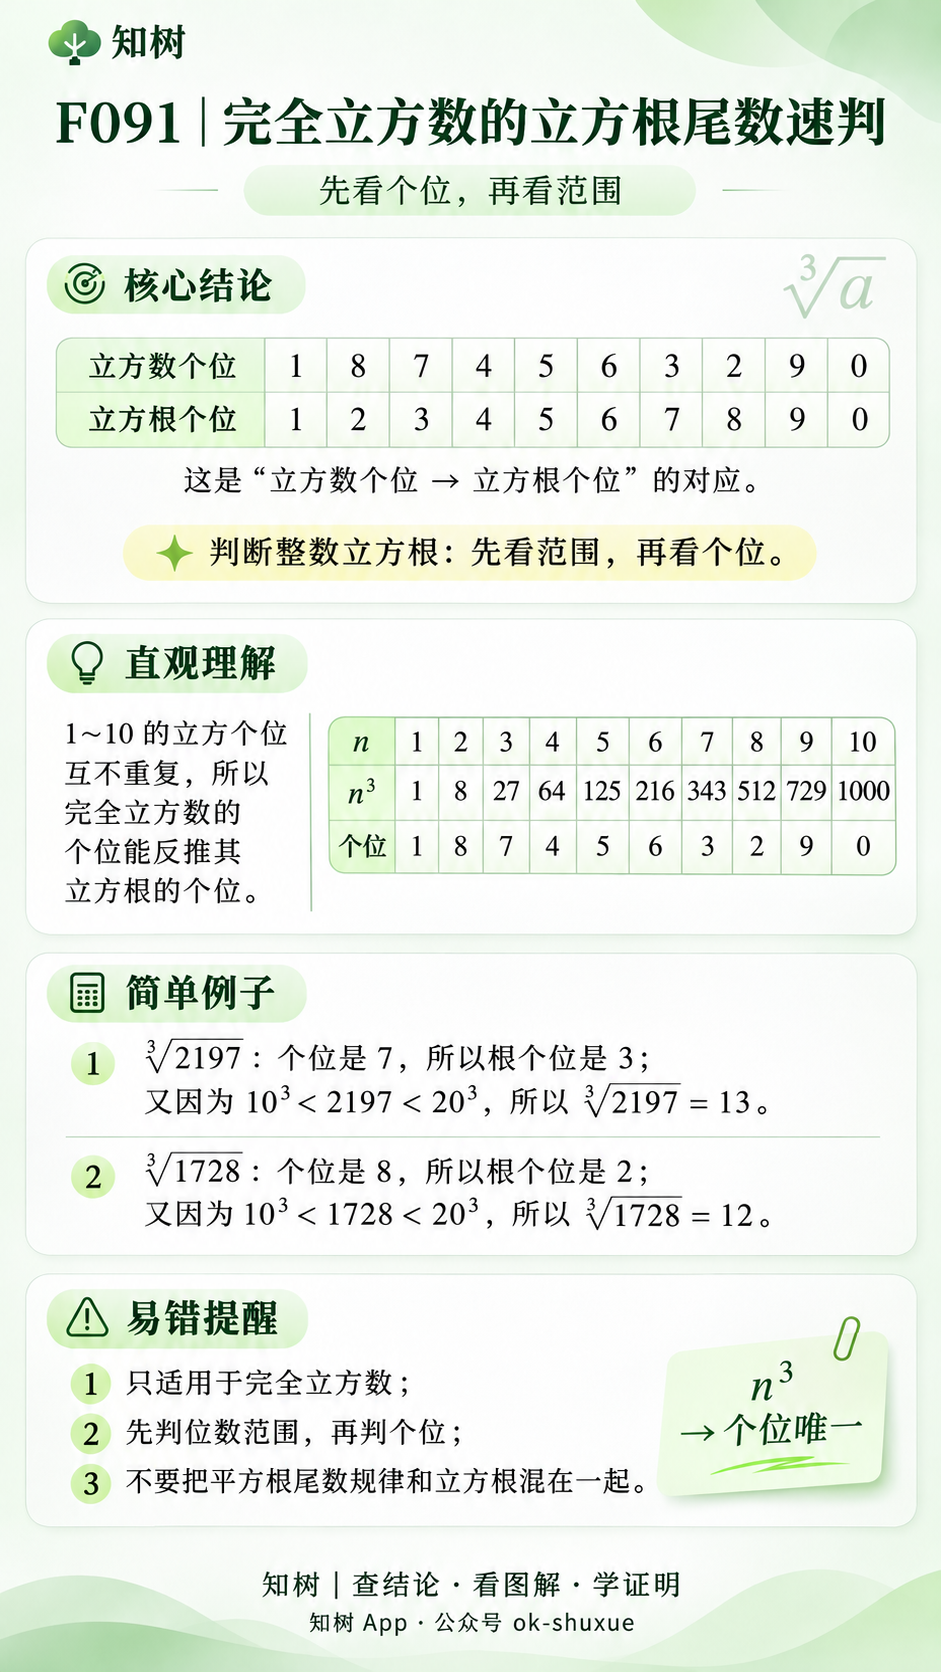 知树
F091｜完全立方数的立方根尾数速判
先看个位，再看范围
核心结论
∛a
立方数个位 1 8 7 4 5 6 3 2 9 0
立方根个位 1 2 3 4 5 6 7 8 9 0
这是“立方数个位 → 立方根个位”的对应。
判断整数立方根：先看范围，再看个位。
直观理解
1~10 的立方个位
互不重复，所以
完全立方数的
个位能反推其
立方根的个位。
n 1 2 3 4 5 6 7 8 9 10
n³ 1 8 27 64 125 216 343 512 729 1000
个位 1 8 7 4 5 6 3 2 9 0
简单例子
1 ∛2197：个位是 7，所以根个位是 3；
又因为 10³ < 2197 < 20³，所以 ∛2197 = 13。
2 ∛1728：个位是 8，所以根个位是 2；
又因为 10³ < 1728 < 20³，所以 ∛1728 = 12。
易错提醒
1 只适用于完全立方数；
2 先判位数范围，再判个位；
3 不要把平方根尾数规律和立方根混在一起。
n³
→ 个位唯一
知树｜查结论 · 看图解 · 学证明
知树 App · 公众号 ok-shuxue